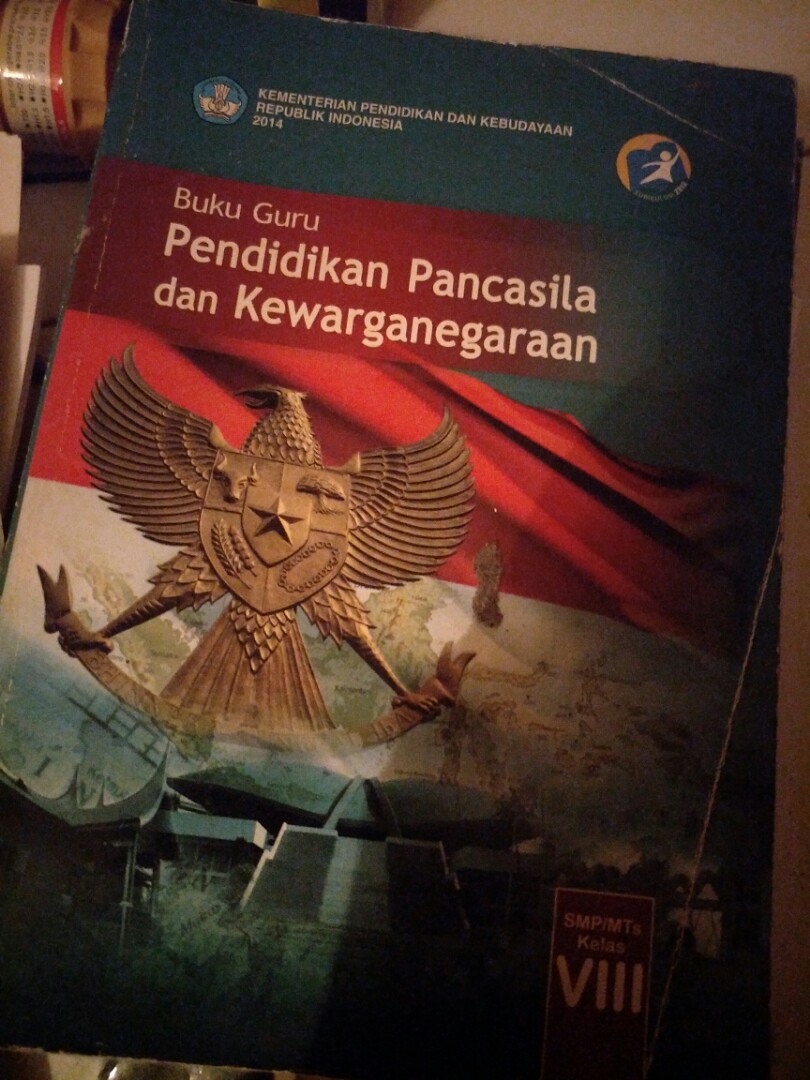 KEMENTERIAN PENDIDIKAN DAN KEBUDAYAAN
REPUBLIK INDONESIA
2014
Buku Guru
Pendidikan Pancasila
dan Kewarganegaraan
SMP/MTs
Kelas
VIII